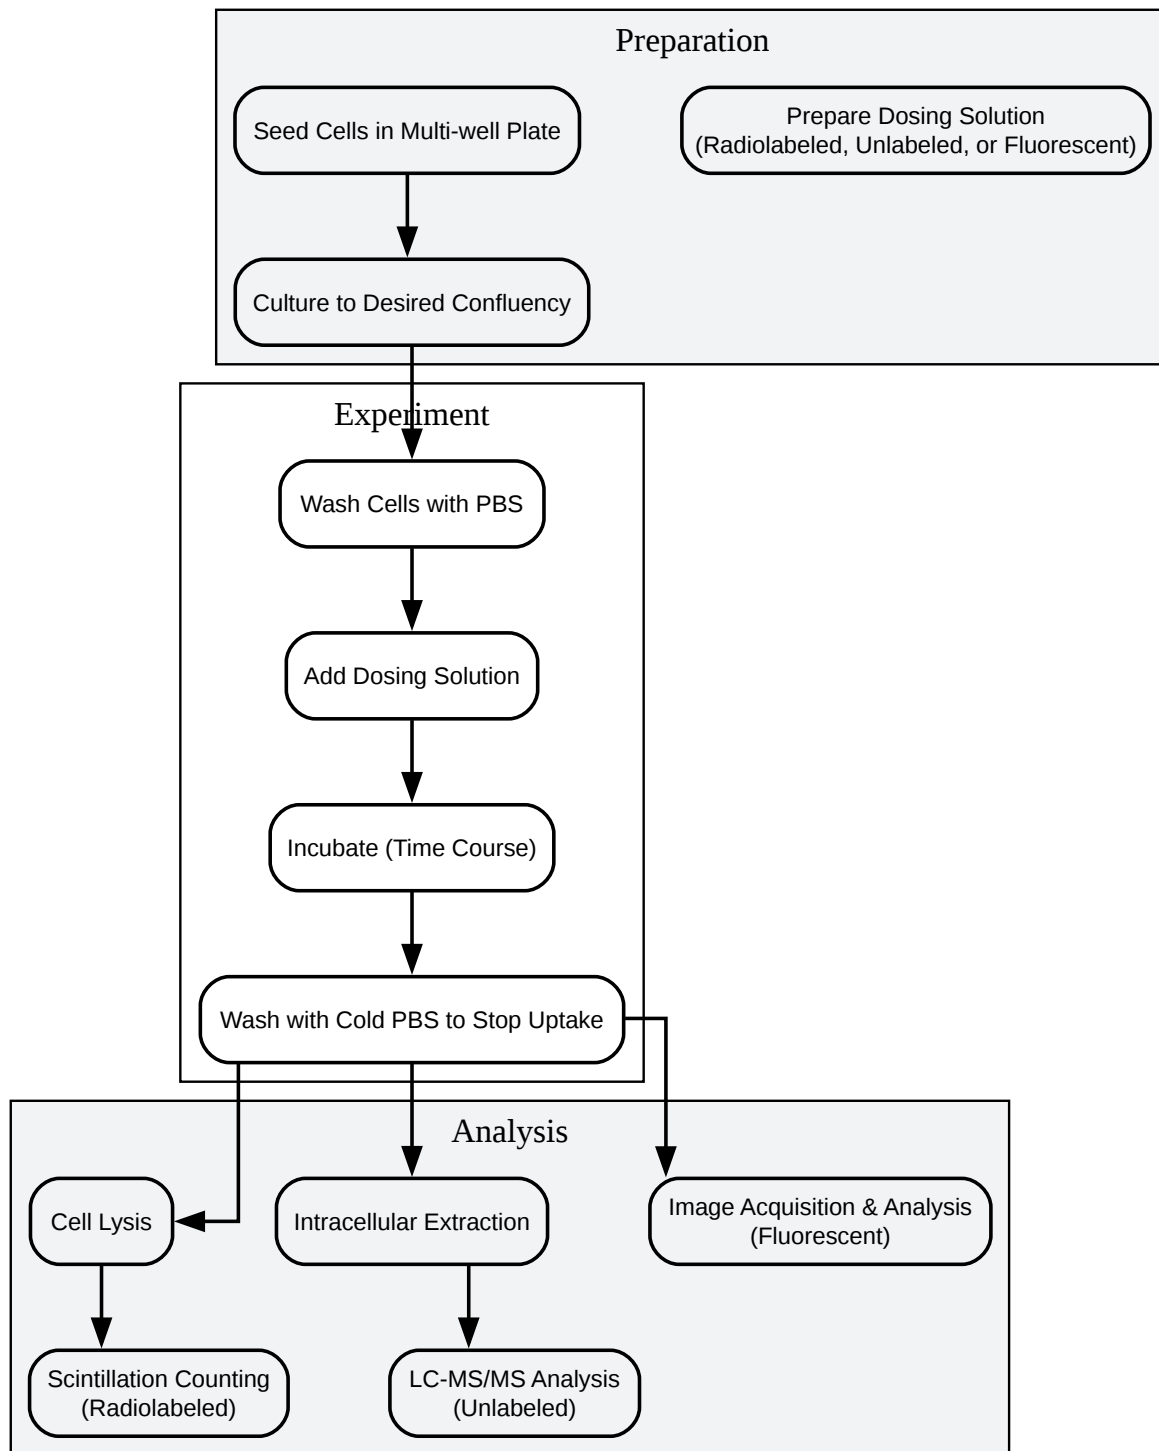 Preparation
Seed Cells in Multi-well Plate
Prepare Dosing Solution
(Radiolabeled, Unlabeled, or Fluorescent)
Culture to Desired Confluency
Experiment
Wash Cells with PBS
Add Dosing Solution
Incubate (Time Course)
Wash with Cold PBS to Stop Uptake
Analysis
Cell Lysis
Intracellular Extraction
Image Acquisition & Analysis
(Fluorescent)
Scintillation Counting
(Radiolabeled)
LC-MS/MS Analysis
(Unlabeled)